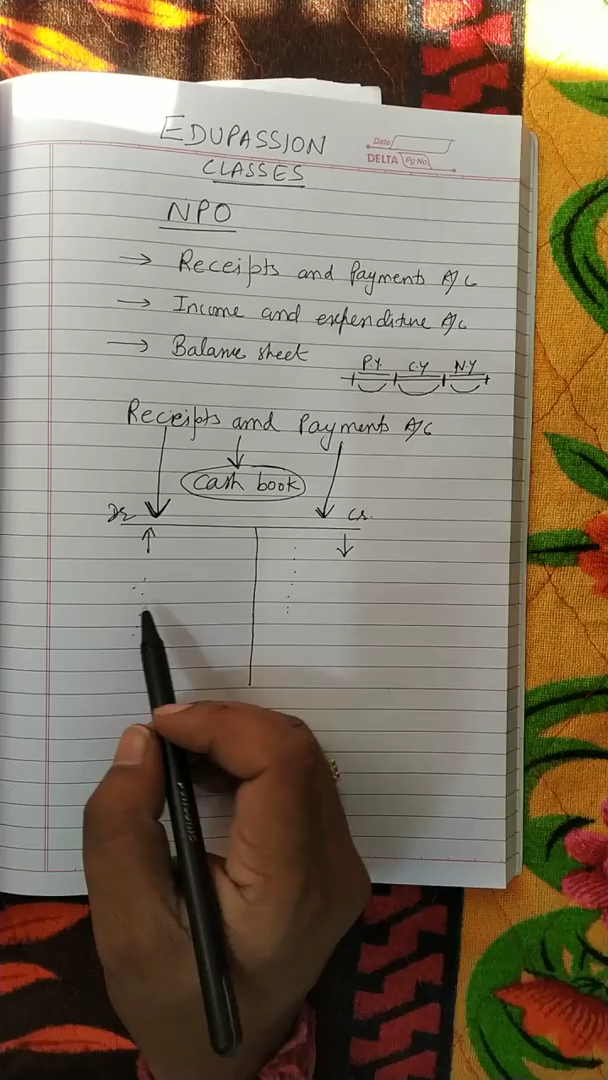 EDUPASSION
CLASSES
Date
DELTA Pg No.
NPO
→ Receipts and Payments A/c
→ Income and expenditure A/c
→ Balance sheet
P.Y. C.Y N.Y
Receipts and Payments A/c
Cash book
Dr Cr.